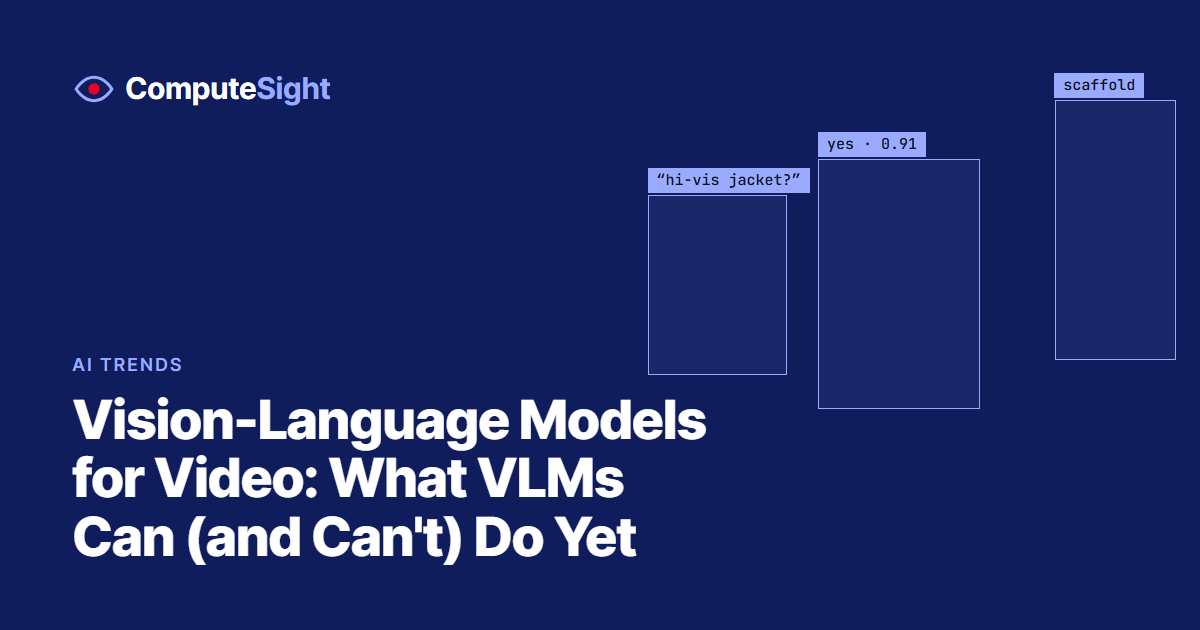 ComputeSight
scaffold
yes · 0.91
“hi-vis jacket?”
AI TRENDS
Vision-Language Models
for Video: What VLMs
Can (and Can't) Do Yet